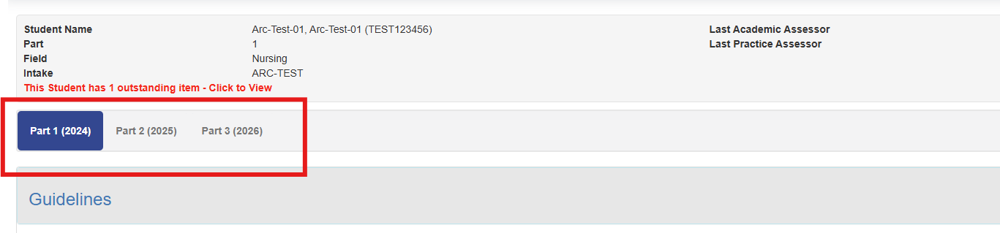 Student Name Arc-Test-01, Arc-Test-01 (TEST123456) Last Academic Assessor
Part 1 Last Practice Assessor
Field Nursing
Intake ARC-TEST
This Student has 1 outstanding item - Click to View
Part 1 (2024) Part 2 (2025) Part 3 (2026)
Guidelines